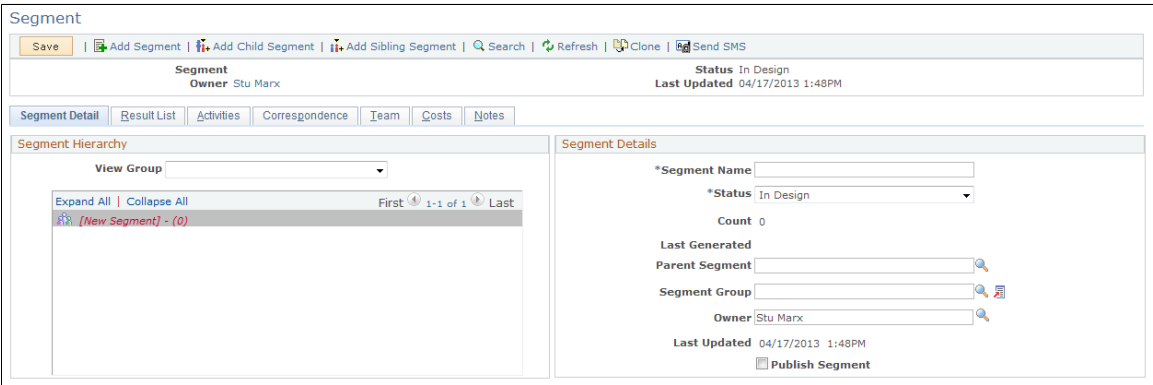 Segment
Save | Add Segment | Add Child Segment | Add Sibling Segment | Search | Refresh | Clone | Send SMS
Segment Status In Design
Owner Stu Marx Last Updated 04/17/2013 1:48PM
Segment Detail Result List Activities Correspondence Team Costs Notes
Segment Hierarchy
View Group
Expand All | Collapse All First 1-1 of 1 Last
[New Segment] - (0)
Segment Details
*Segment Name
*Status In Design
Count 0
Last Generated
Parent Segment
Segment Group
Owner Stu Marx
Last Updated 04/17/2013 1:48PM
Publish Segment